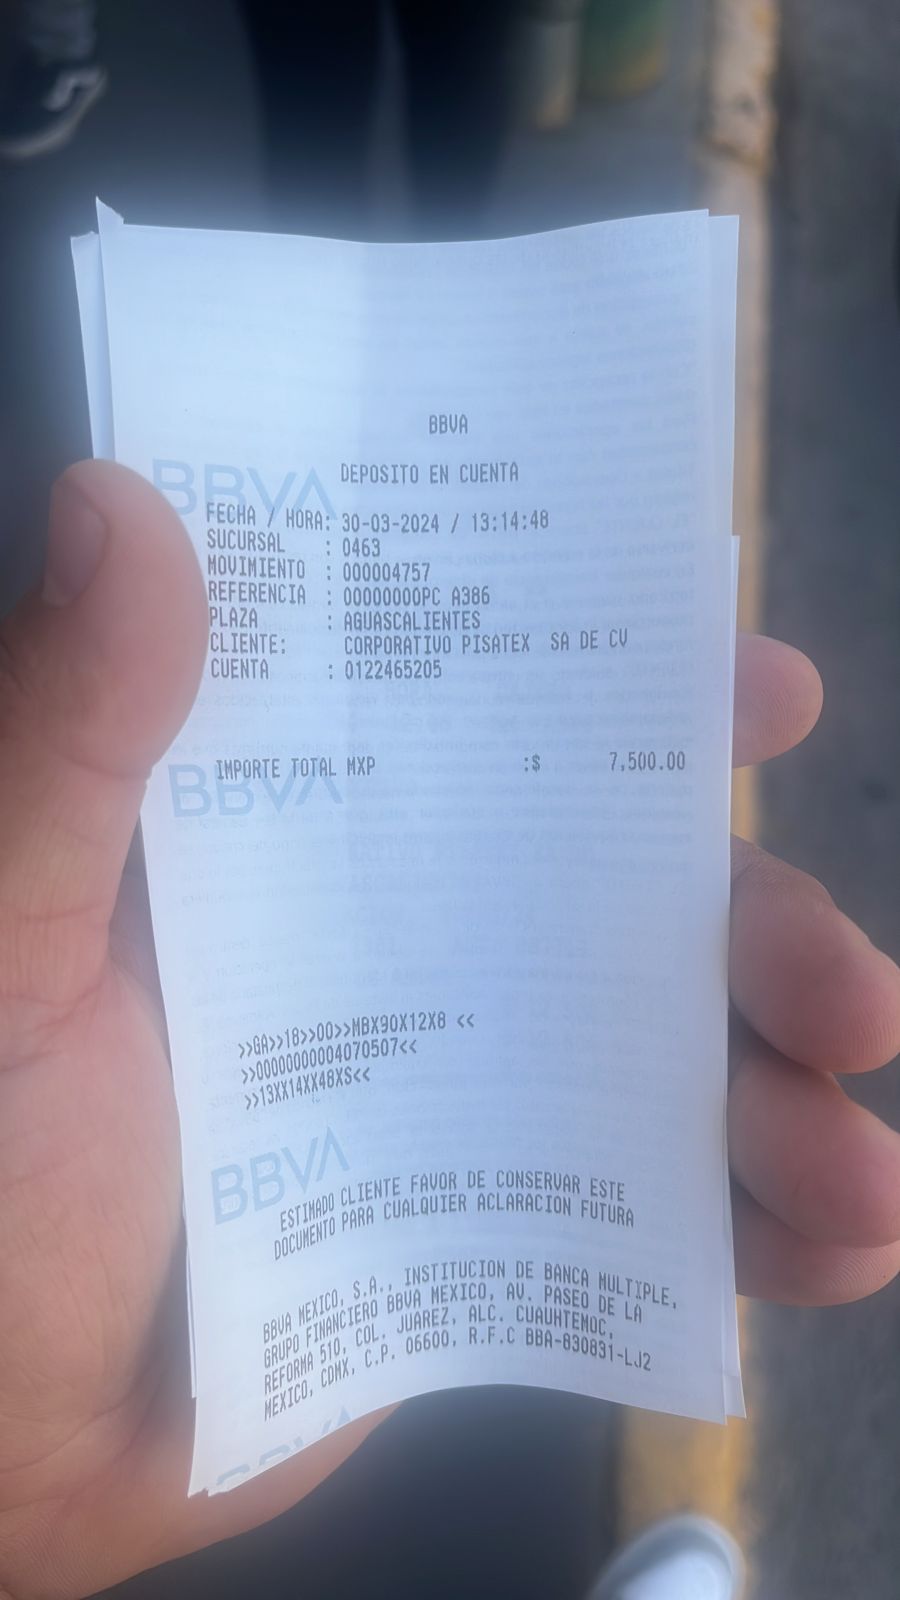 BBVA
BBVA
DEPOSITO EN CUENTA
FECHA / HORA: 30-03-2024 / 13:14:48
SUCURSAL : 0463
MOVIMIENTO : 000004757
REFERENCIA : 00000000PC A386
PLAZA : AGUASCALIENTES
CLIENTE: CORPORATIVO PISATEX SA DE CV
CUENTA : 0122465205
IMPORTE TOTAL MXP :$ 7,500.00
BBVA
>>GA>>18>>00>>MBX90X12X8 <<
>>00000000004070507<<
>>13XX14XX48XS<<
BBVA
ESTIMADO CLIENTE FAVOR DE CONSERVAR ESTE
DOCUMENTO PARA CUALQUIER ACLARACION FUTURA
BBVA MEXICO, S.A., INSTITUCION DE BANCA MULTIPLE,
GRUPO FINANCIERO BBVA MEXICO, AV. PASEO DE LA
REFORMA 510, COL. JUAREZ, ALC. CUAUHTEMOC,
MEXICO, CDMX, C.P. 06600, R.F.C BBA-830831-LJ2
BBVA